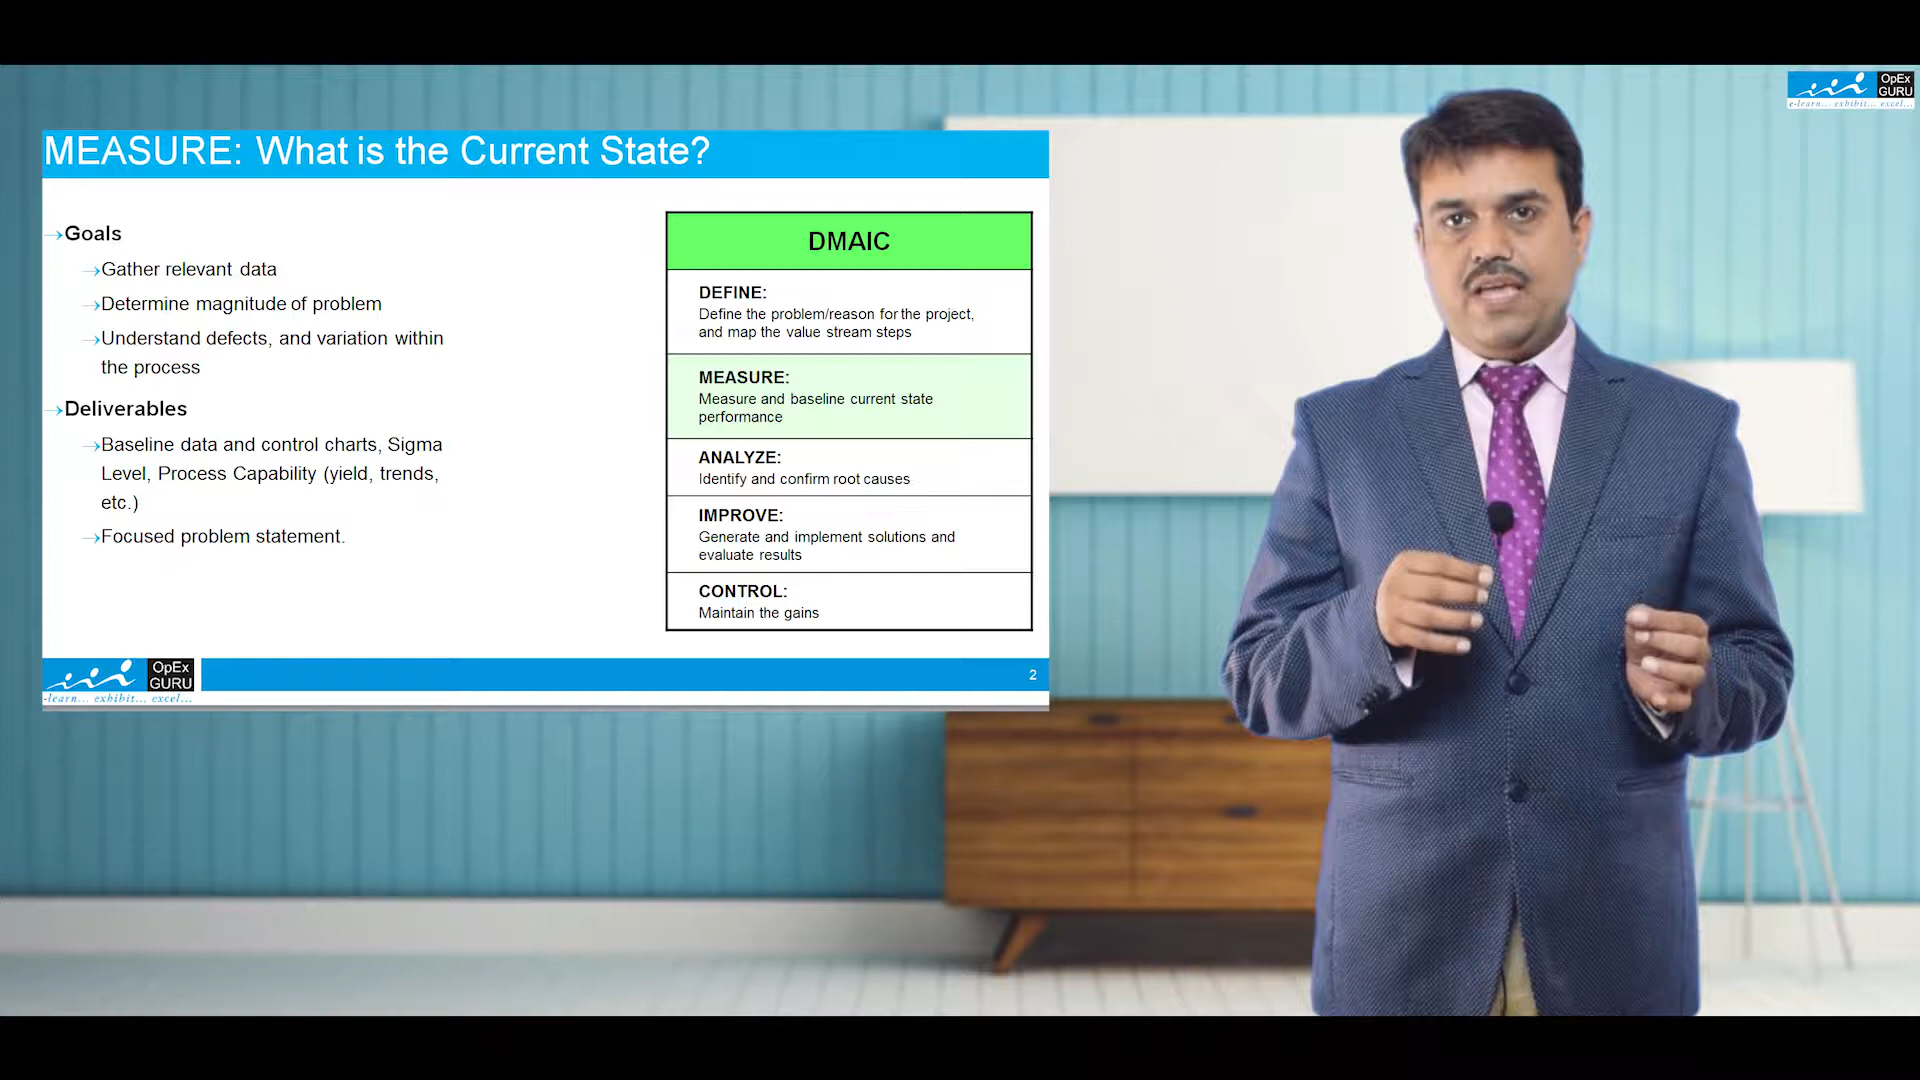 OpEx
GURU
e-learn... exhibit... excel...
MEASURE: What is the Current State?
→Goals
→Gather relevant data
→Determine magnitude of problem
→Understand defects, and variation within
the process
→Deliverables
→Baseline data and control charts, Sigma
Level, Process Capability (yield, trends,
etc.)
→Focused problem statement.
DMAIC
DEFINE:
Define the problem/reason for the project,
and map the value stream steps
MEASURE:
Measure and baseline current state
performance
ANALYZE:
Identify and confirm root causes
IMPROVE:
Generate and implement solutions and
evaluate results
CONTROL:
Maintain the gains
OpEx
GURU
-learn... exhibit... excel...
2